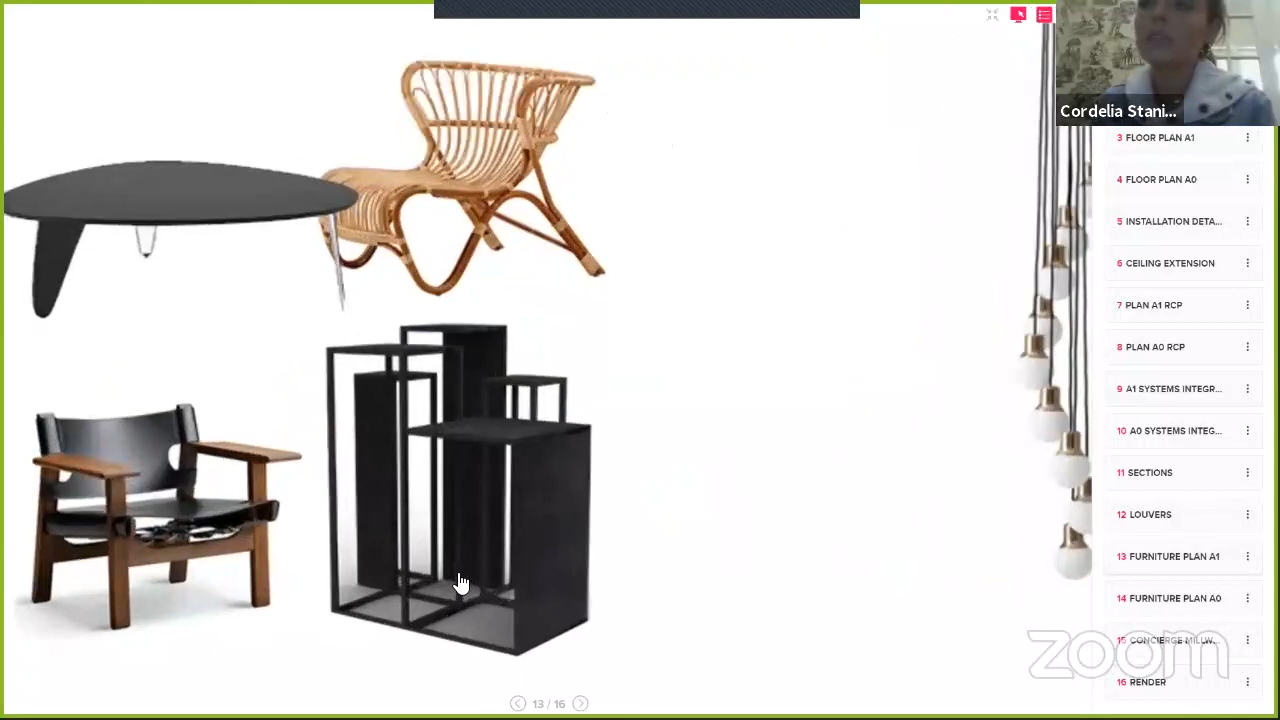 Cordelia Stani...
3 FLOOR PLAN A1
4 FLOOR PLAN A0
5 INSTALLATION DETA...
6 CEILING EXTENSION
7 PLAN A1 RCP
8 PLAN A0 RCP
9 A1 SYSTEMS INTEGR...
10 A0 SYSTEMS INTEG...
11 SECTIONS
12 LOUVERS
13 FURNITURE PLAN A1
14 FURNITURE PLAN A0
15 CONCIERGE MILLW...
zoom
16 RENDER
13 / 16